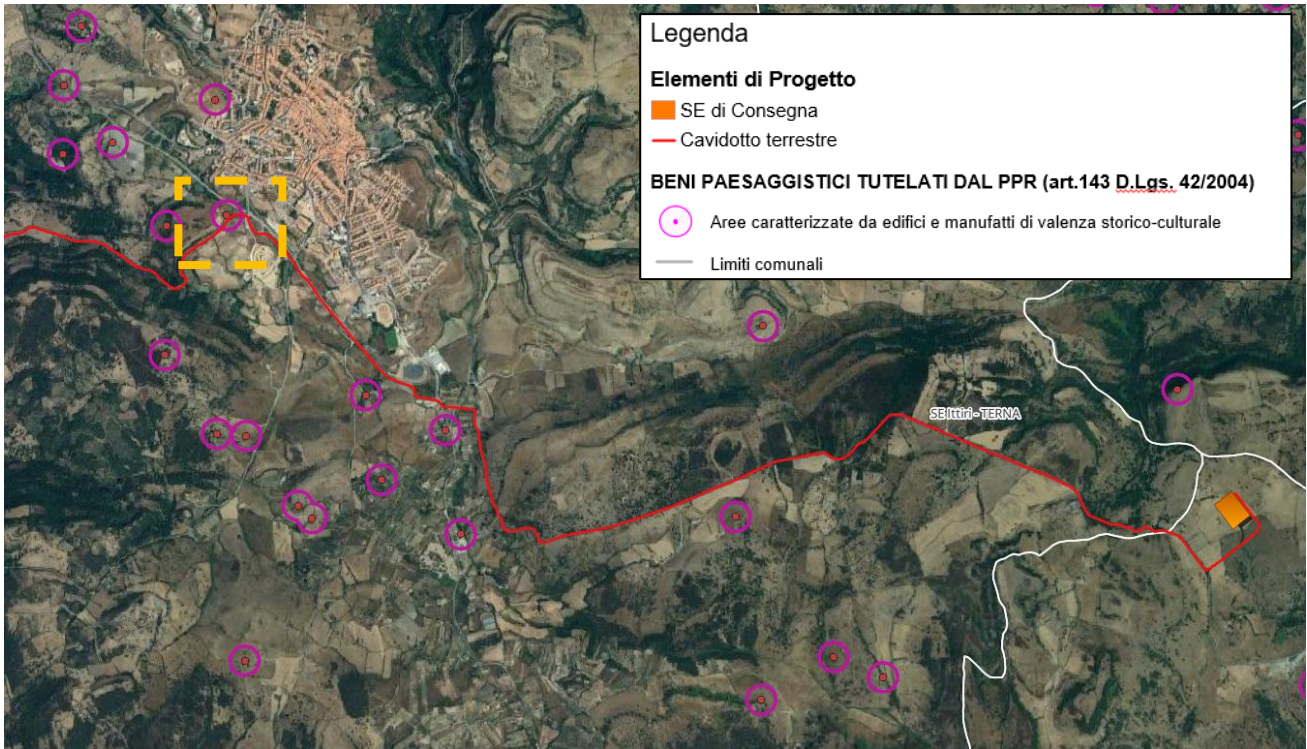 Legenda
Elementi di Progetto
SE di Consegna
Cavidotto terrestre
BENI PAESAGGISTICI TUTELATI DAL PPR (art.143 D.Lgs. 42/2004)
Aree caratterizzate da edifici e manufatti di valenza storico-culturale
Limiti comunali
SE Ittiri - TERNA